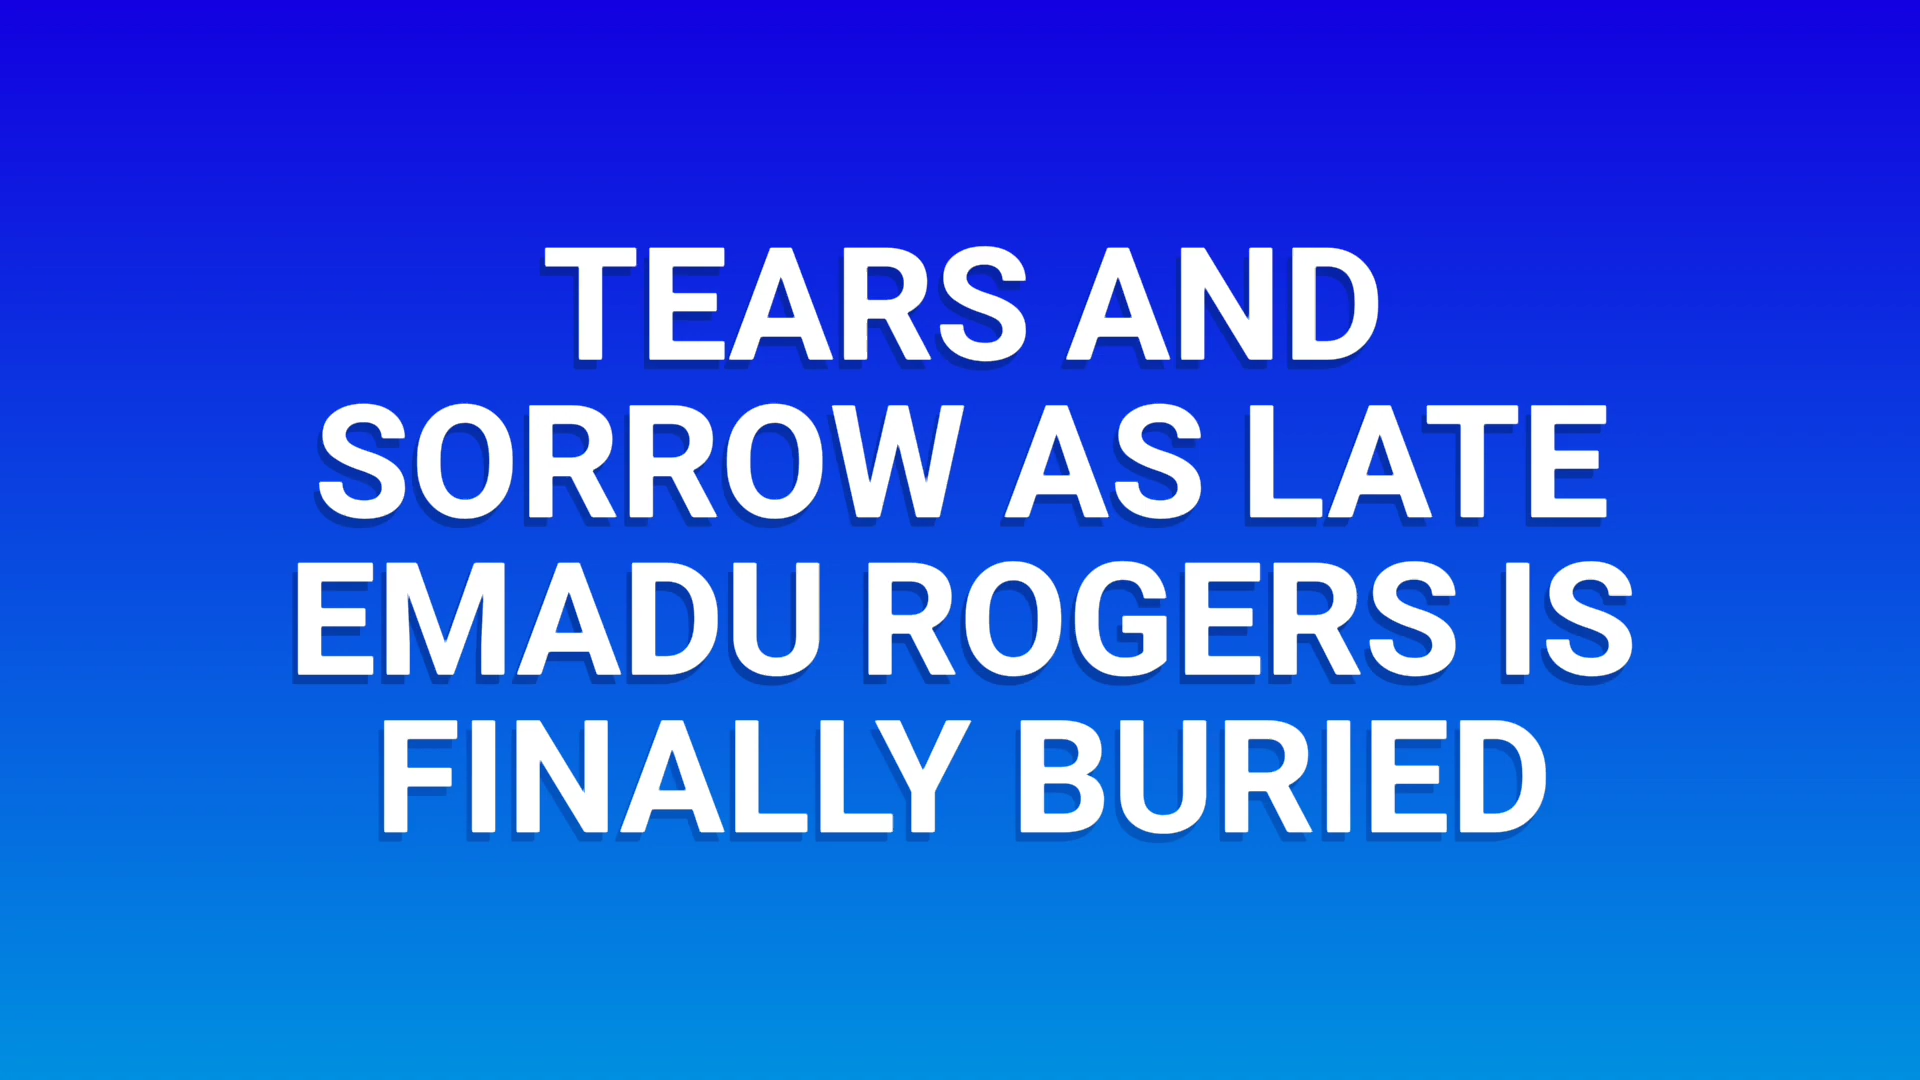 TEARS AND
SORROW AS LATE
EMADU ROGERS IS
FINALLY BURIED